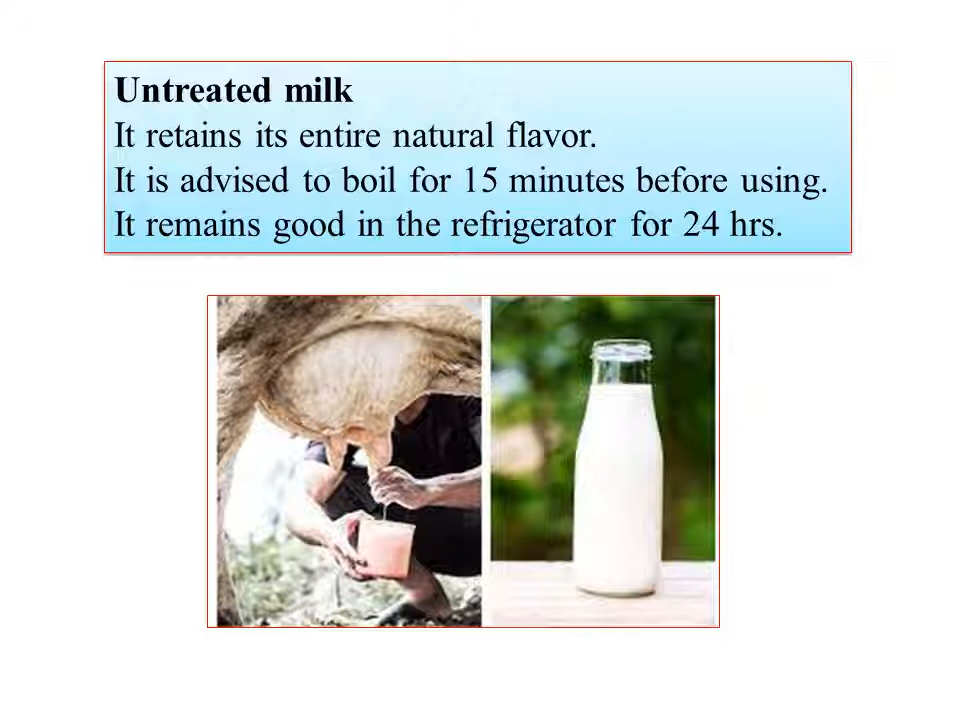 Untreated milk
It retains its entire natural flavor.
It is advised to boil for 15 minutes before using.
It remains good in the refrigerator for 24 hrs.